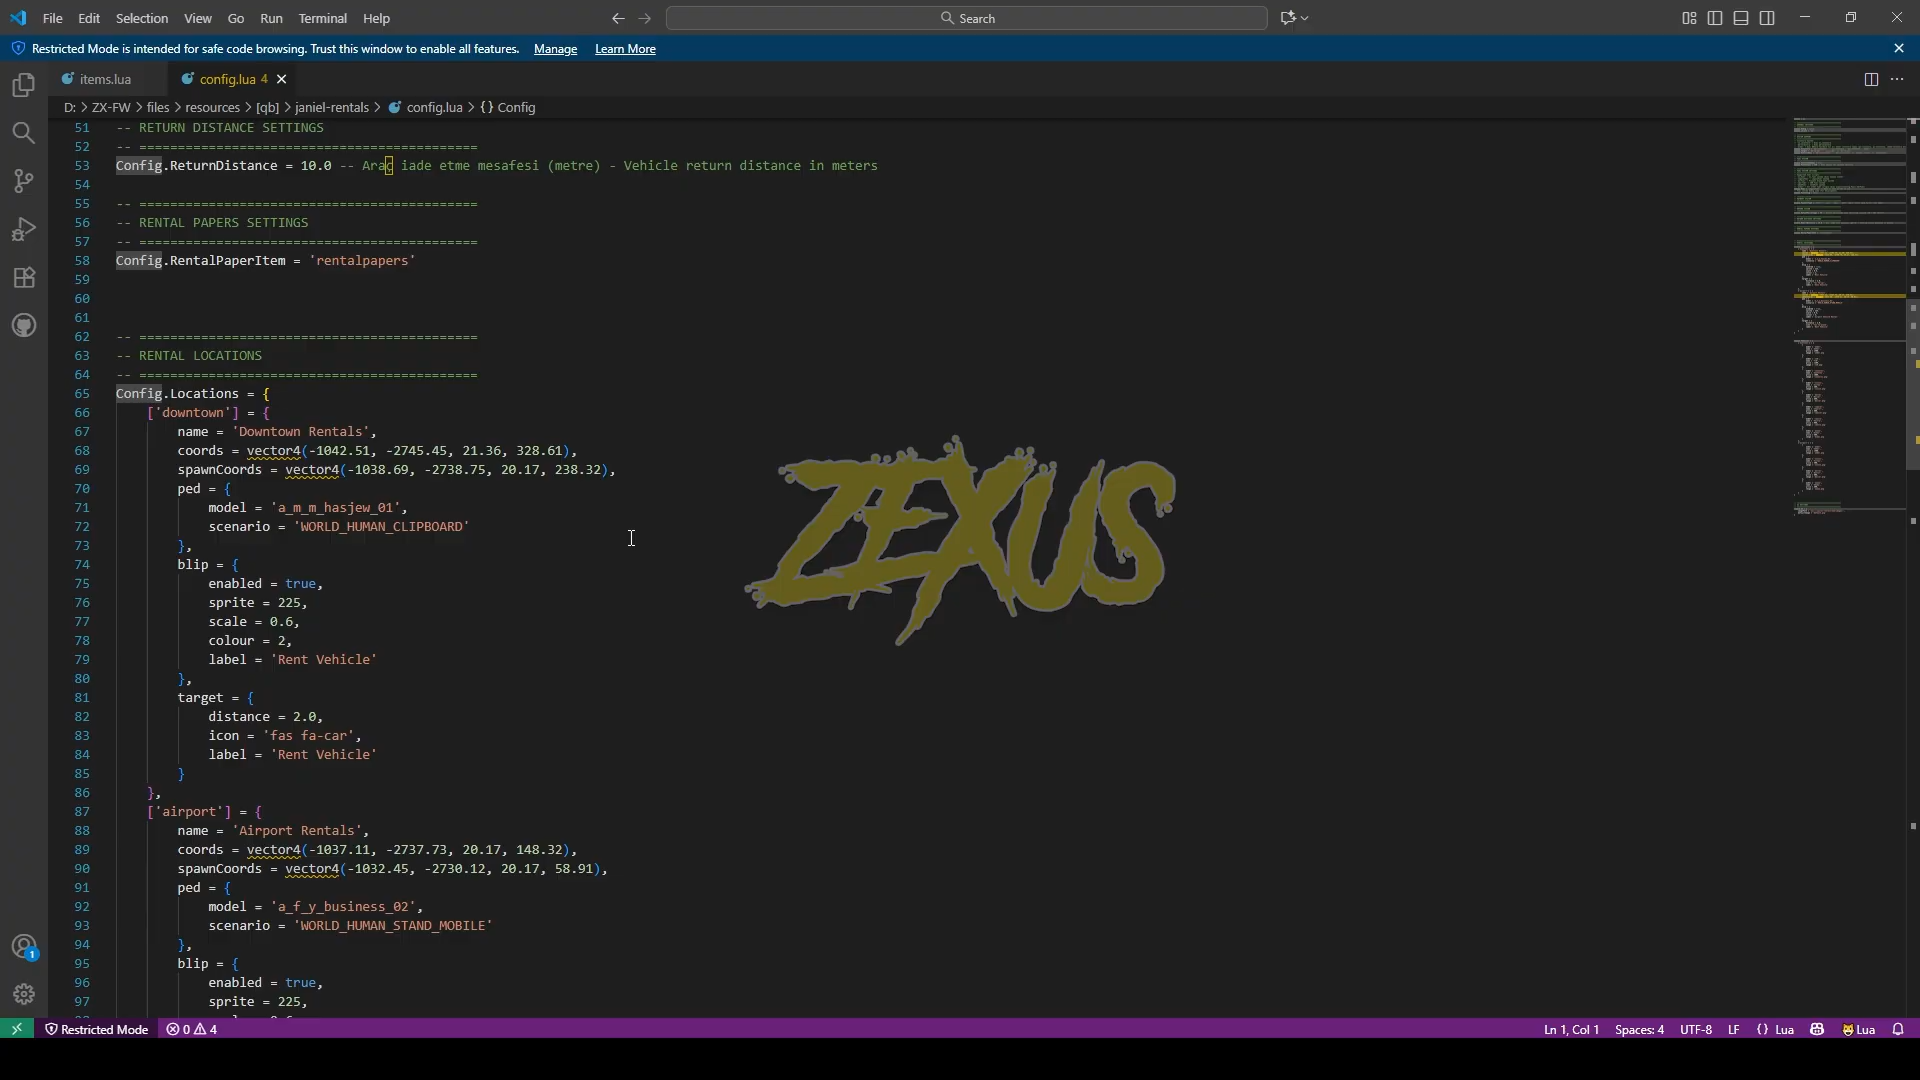 File Edit Selection View Go Run Terminal Help Search
Restricted Mode is intended for safe code browsing. Trust this window to enable all features. Manage Learn More
items.lua config.lua 4
D: > ZX-FW > files > resources > [qb] > janiel-rentals > config.lua > {} Config
51 -- RETURN DISTANCE SETTINGS
52 -- ============================================
53 Config.ReturnDistance = 10.0 -- Araç iade etme mesafesi (metre) - Vehicle return distance in meters
54
55 -- ============================================
56 -- RENTAL PAPERS SETTINGS
57 -- ============================================
58 Config.RentalPaperItem = 'rentalpapers'
59
60
61
62 -- ============================================
63 -- RENTAL LOCATIONS
64 -- ============================================
65 Config.Locations = {
66 ['downtown'] = {
67 name = 'Downtown Rentals',
68 coords = vector4(-1042.51, -2745.45, 21.36, 328.61),
69 spawnCoords = vector4(-1038.69, -2738.75, 20.17, 238.32),
70 ped = {
71 model = 'a_m_m_hasjew_01',
72 scenario = 'WORLD_HUMAN_CLIPBOARD'
73 },
74 blip = {
75 enabled = true,
76 sprite = 225,
77 scale = 0.6,
78 colour = 2,
79 label = 'Rent Vehicle'
80 },
81 target = {
82 distance = 2.0,
83 icon = 'fas fa-car',
84 label = 'Rent Vehicle'
85 }
86 },
87 ['airport'] = {
88 name = 'Airport Rentals',
89 coords = vector4(-1037.11, -2737.73, 20.17, 148.32),
90 spawnCoords = vector4(-1032.45, -2730.12, 20.17, 58.91),
91 ped = {
92 model = 'a_f_y_business_02',
93 scenario = 'WORLD_HUMAN_STAND_MOBILE'
94 },
95 blip = {
96 enabled = true,
97 sprite = 225,
ZEXUS
1
Restricted Mode 0 4 Ln 1, Col 1 Spaces: 4 UTF-8 LF {} Lua Lua